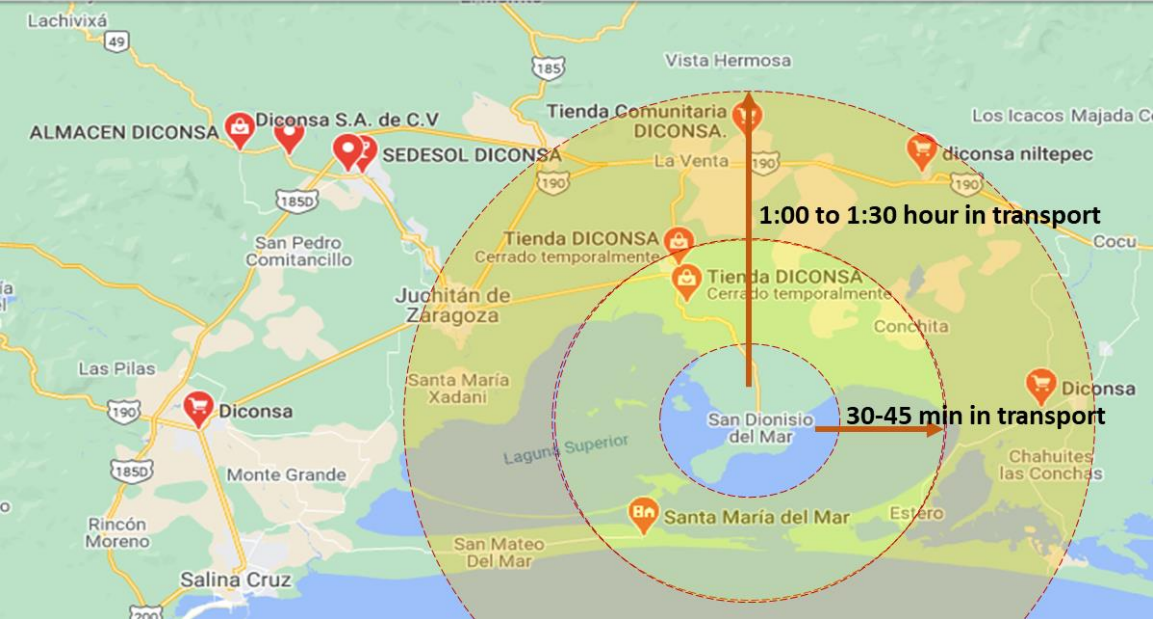 Lachivixá
49
185
Vista Hermosa
ALMACEN DICONSA
Diconsa S.A. de C.V
SEDESOL DICONSA
Tienda Comunitaria
DICONSA.
Los Icacos Majada Co
La Venta
190
190
diconsa niltepec
190
185D
1:00 to 1:30 hour in transport
San Pedro
Comitancillo
Tienda DICONSA
Cerrado temporalmente
Cocu
Tienda DICONSA
Cerrado temporalmente
Juchitán de
Zaragoza
Conchita
Las Pilas
Santa María
Xadani
190
Diconsa
Diconsa
San Dionisio
del Mar
30-45 min in transport
Laguna Superior
185D
Monte Grande
Chahuites
las Conchas
Rincón
Moreno
Santa María del Mar
Estero
San Mateo
Del Mar
Salina Cruz
200